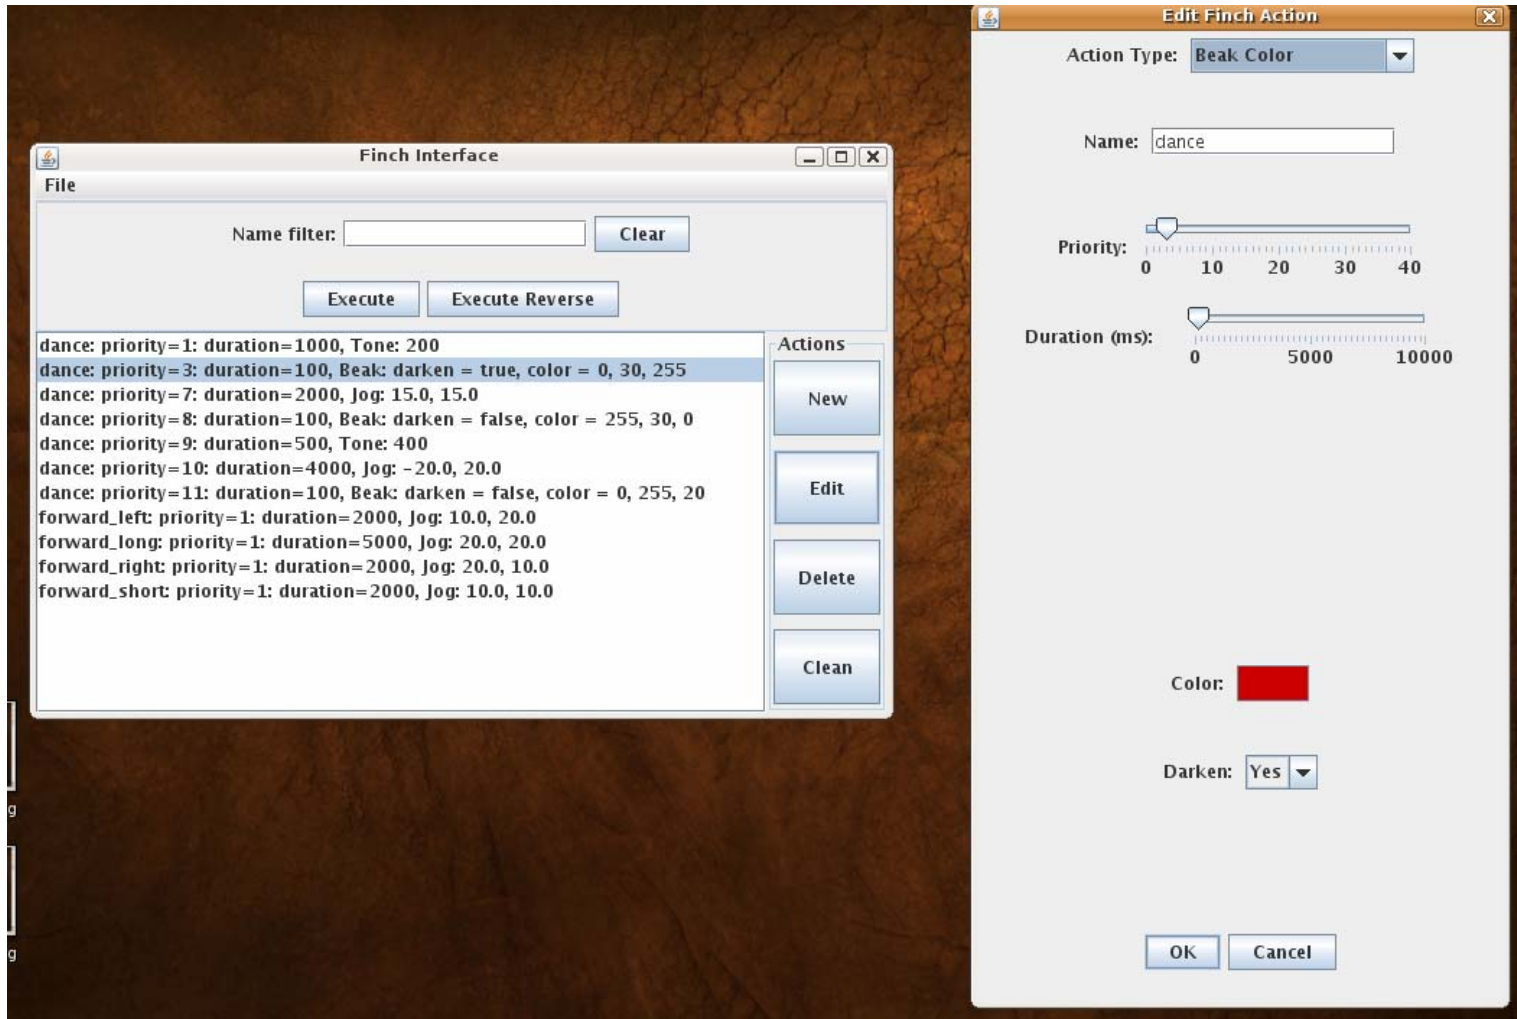 Finch Interface
File
Name filter:
Clear
Execute
Execute Reverse
dance: priority=1: duration=1000, Tone: 200
dance: priority=3: duration=100, Beak: darken = true, color = 0, 30, 255
dance: priority=7: duration=2000, Jog: 15.0, 15.0
dance: priority=8: duration=100, Beak: darken = false, color = 255, 30, 0
dance: priority=9: duration=500, Tone: 400
dance: priority=10: duration=4000, Jog: -20.0, 20.0
dance: priority=11: duration=100, Beak: darken = false, color = 0, 255, 20
forward_left: priority=1: duration=2000, Jog: 10.0, 20.0
forward_long: priority=1: duration=5000, Jog: 20.0, 20.0
forward_right: priority=1: duration=2000, Jog: 20.0, 10.0
forward_short: priority=1: duration=2000, Jog: 10.0, 10.0
Actions
New
Edit
Delete
Clean
g
g
Edit Finch Action
Action Type: Beak Color
Name: dance
Priority:
0 10 20 30 40
Duration (ms):
0 5000 10000
Color:
Darken: Yes
OK Cancel